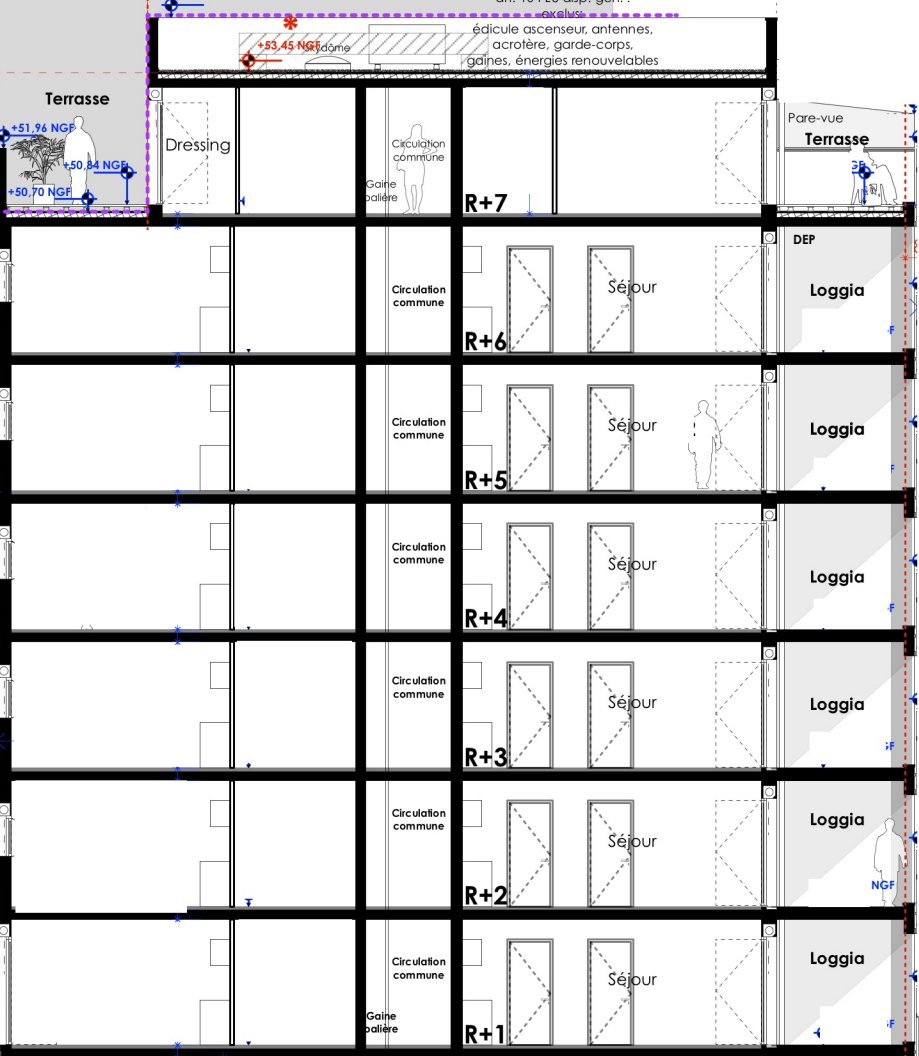 exclus:
édicule ascenseur, antennes,
acrotère, garde-corps,
gaines, énergies renouvelables
+53,45 NGF
Skydôme
Terrasse
+51,96 NGF
+50,84 NGF
+50,70 NGF
Dressing
Circulation
commune
Gaine
palière
R+7
Pare-vue
Terrasse
GF
DEP
Circulation
commune
Séjour
Loggia
R+6
Circulation
commune
Séjour
Loggia
R+5
Circulation
commune
Séjour
Loggia
R+4
Circulation
commune
Séjour
Loggia
R+3
Circulation
commune
Séjour
Loggia
NGF
R+2
Circulation
commune
Séjour
Loggia
Gaine
palière
R+1